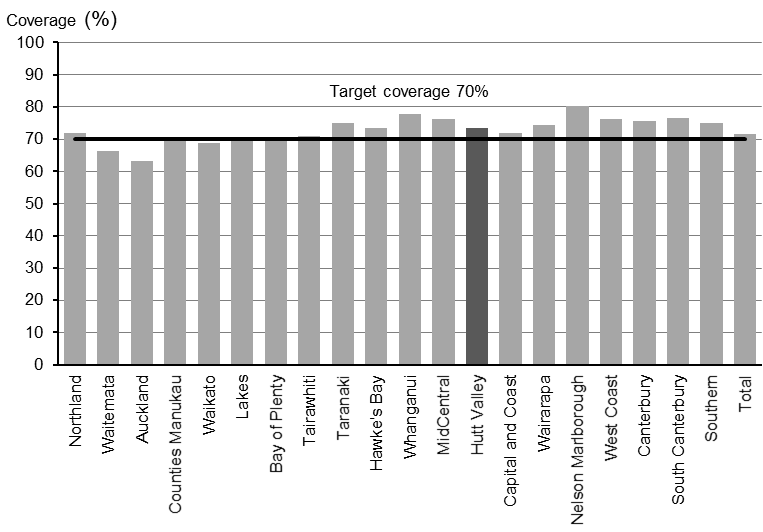 Coverage (%)
100
90
80
70
60
50
40
30
20
10
0
Target coverage 70%
Northland
Waitemata
Auckland
Counties Manukau
Waikato
Lakes
Bay of Plenty
Tairawhiti
Taranaki
Hawke's Bay
Whanganui
MidCentral
Hutt Valley
Capital and Coast
Wairarapa
Nelson Marlborough
West Coast
Canterbury
South Canterbury
Southern
Total